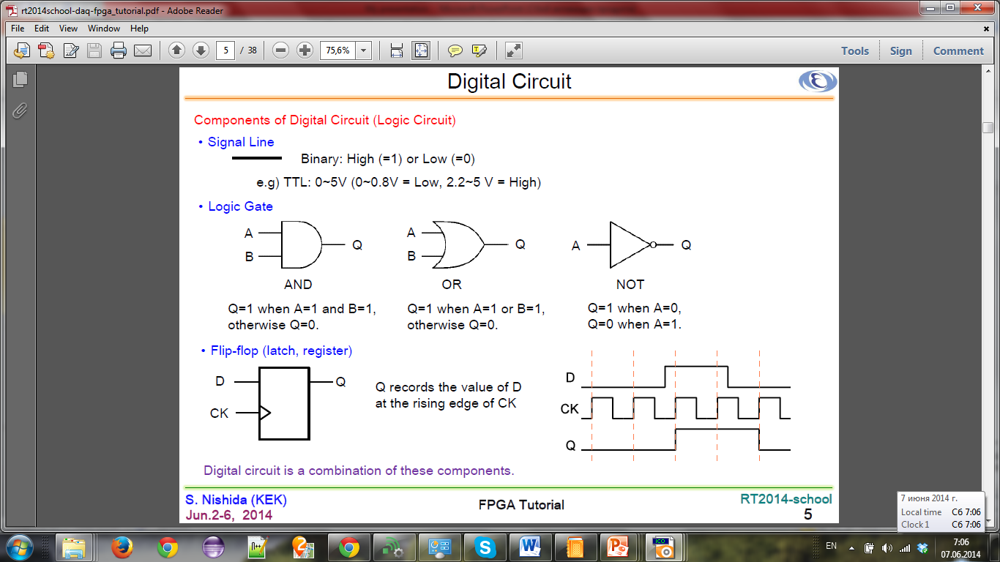 rt2014school-daq-fpga_tutorial.pdf - Adobe Reader
File Edit View Window Help
5 / 38 75,6% Tools Sign Comment
Digital Circuit
Components of Digital Circuit (Logic Circuit)
• Signal Line
Binary: High (=1) or Low (=0)
e.g) TTL: 0~5V (0~0.8V = Low, 2.2~5 V = High)
• Logic Gate
A B Q
AND
Q=1 when A=1 and B=1,
otherwise Q=0.
A B Q
OR
Q=1 when A=1 or B=1,
otherwise Q=0.
A Q
NOT
Q=1 when A=0,
Q=0 when A=1.
• Flip-flop (latch, register)
D Q
CK
Q records the value of D
at the rising edge of CK
D
CK
Q
Digital circuit is a combination of these components.
S. Nishida (KEK)
Jun.2-6, 2014
FPGA Tutorial
RT2014-school
5
7 июня 2014 г.
Local time Сб 7:06
Clock 1 Сб 7:06
EN
7:06
07.06.2014